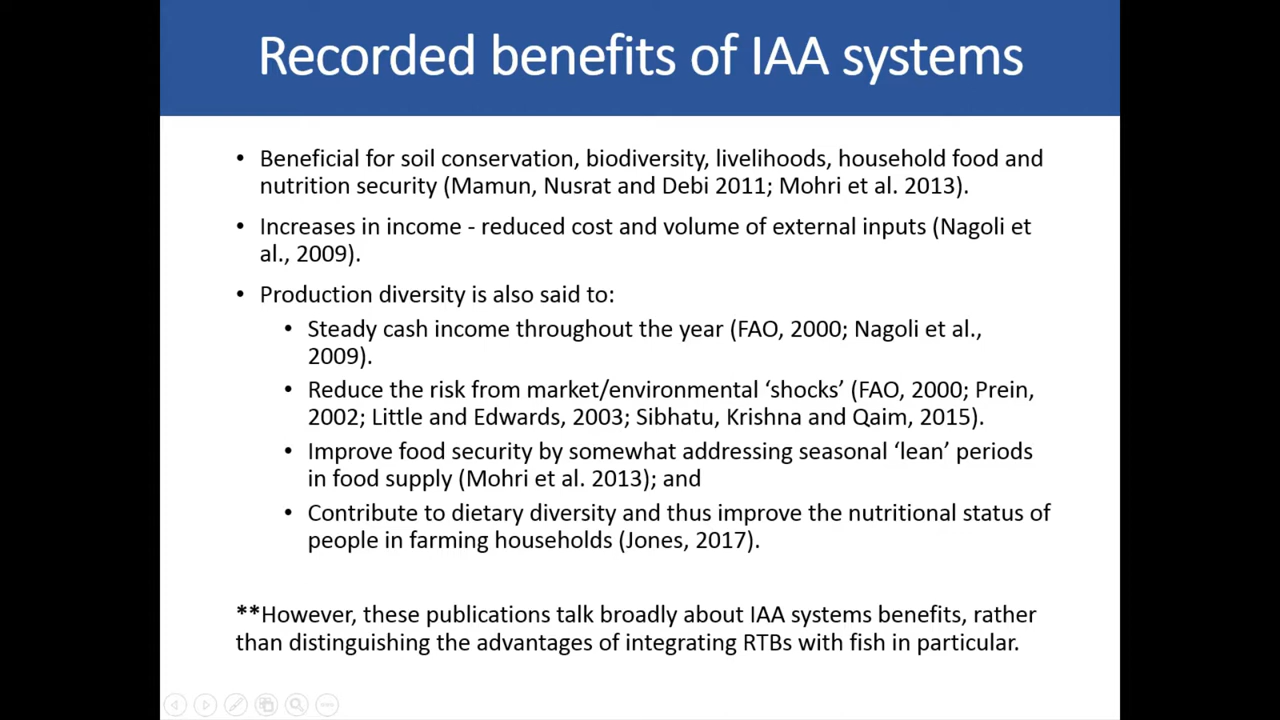 Recorded benefits of IAA systems
• Beneficial for soil conservation, biodiversity, livelihoods, household food and
nutrition security (Mamun, Nusrat and Debi 2011; Mohri et al. 2013).
• Increases in income - reduced cost and volume of external inputs (Nagoli et
al., 2009).
• Production diversity is also said to:
• Steady cash income throughout the year (FAO, 2000; Nagoli et al.,
2009).
• Reduce the risk from market/environmental ‘shocks’ (FAO, 2000; Prein,
2002; Little and Edwards, 2003; Sibhatu, Krishna and Qaim, 2015).
• Improve food security by somewhat addressing seasonal ‘lean’ periods
in food supply (Mohri et al. 2013); and
• Contribute to dietary diversity and thus improve the nutritional status of
people in farming households (Jones, 2017).
**However, these publications talk broadly about IAA systems benefits, rather
than distinguishing the advantages of integrating RTBs with fish in particular.